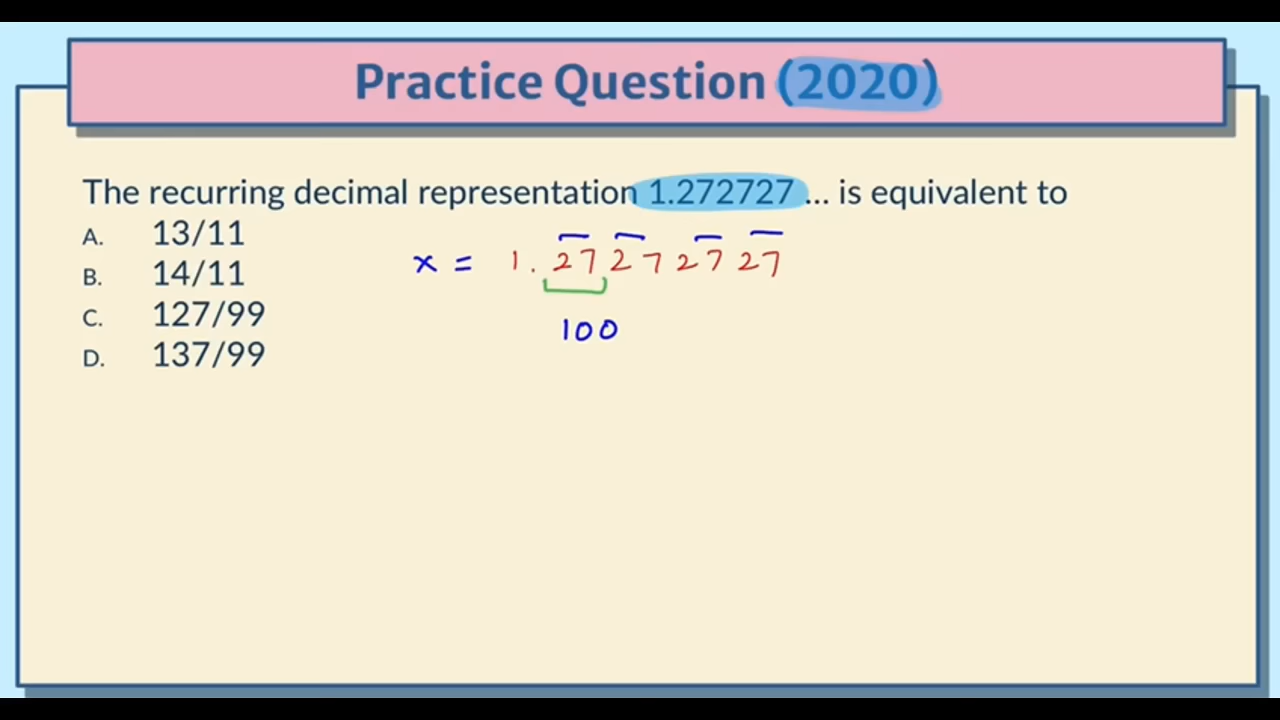 Practice Question (2020)
The recurring decimal representation 1.272727 ... is equivalent to
A. 13/11
B. 14/11
C. 127/99
D. 137/99
x = 1.27272727
100